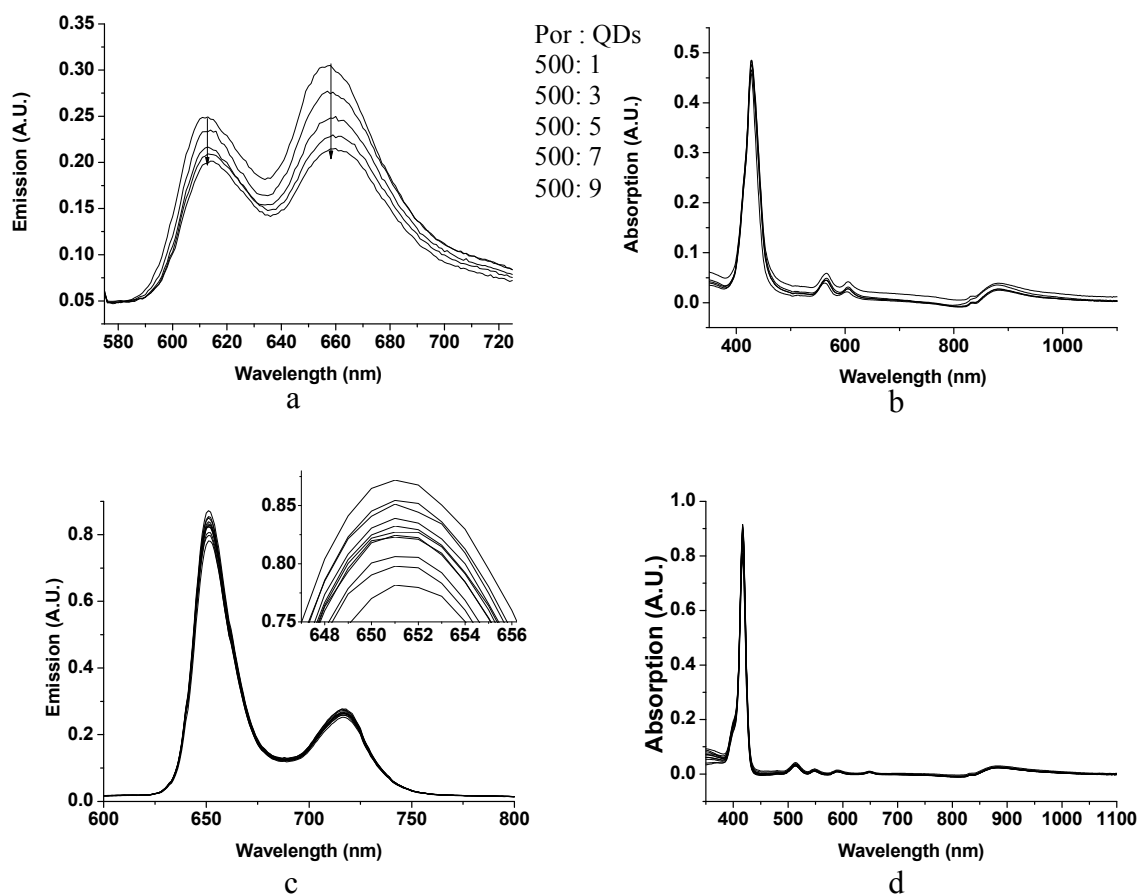 0.35
0.30
0.25
0.20
0.15
0.10
0.05
Emission (A.U.)
580 600 620 640 660 680 700 720
Wavelength (nm)
a
Por : QDs
500: 1
500: 3
500: 5
500: 7
500: 9
0.5
0.4
0.3
0.2
0.1
0.0
Absorption (A.U.)
400 600 800 1000
Wavelength (nm)
b
0.8
0.6
0.4
0.2
0.0
Emission (A.U.)
0.85
0.80
0.75
648 650 652 654 656
600 650 700 750 800
Wavelength (nm)
c
1.0
0.8
0.6
0.4
0.2
0.0
Absorption (A.U.)
400 500 600 700 800 900 1000 1100
Wavelength (nm)
d